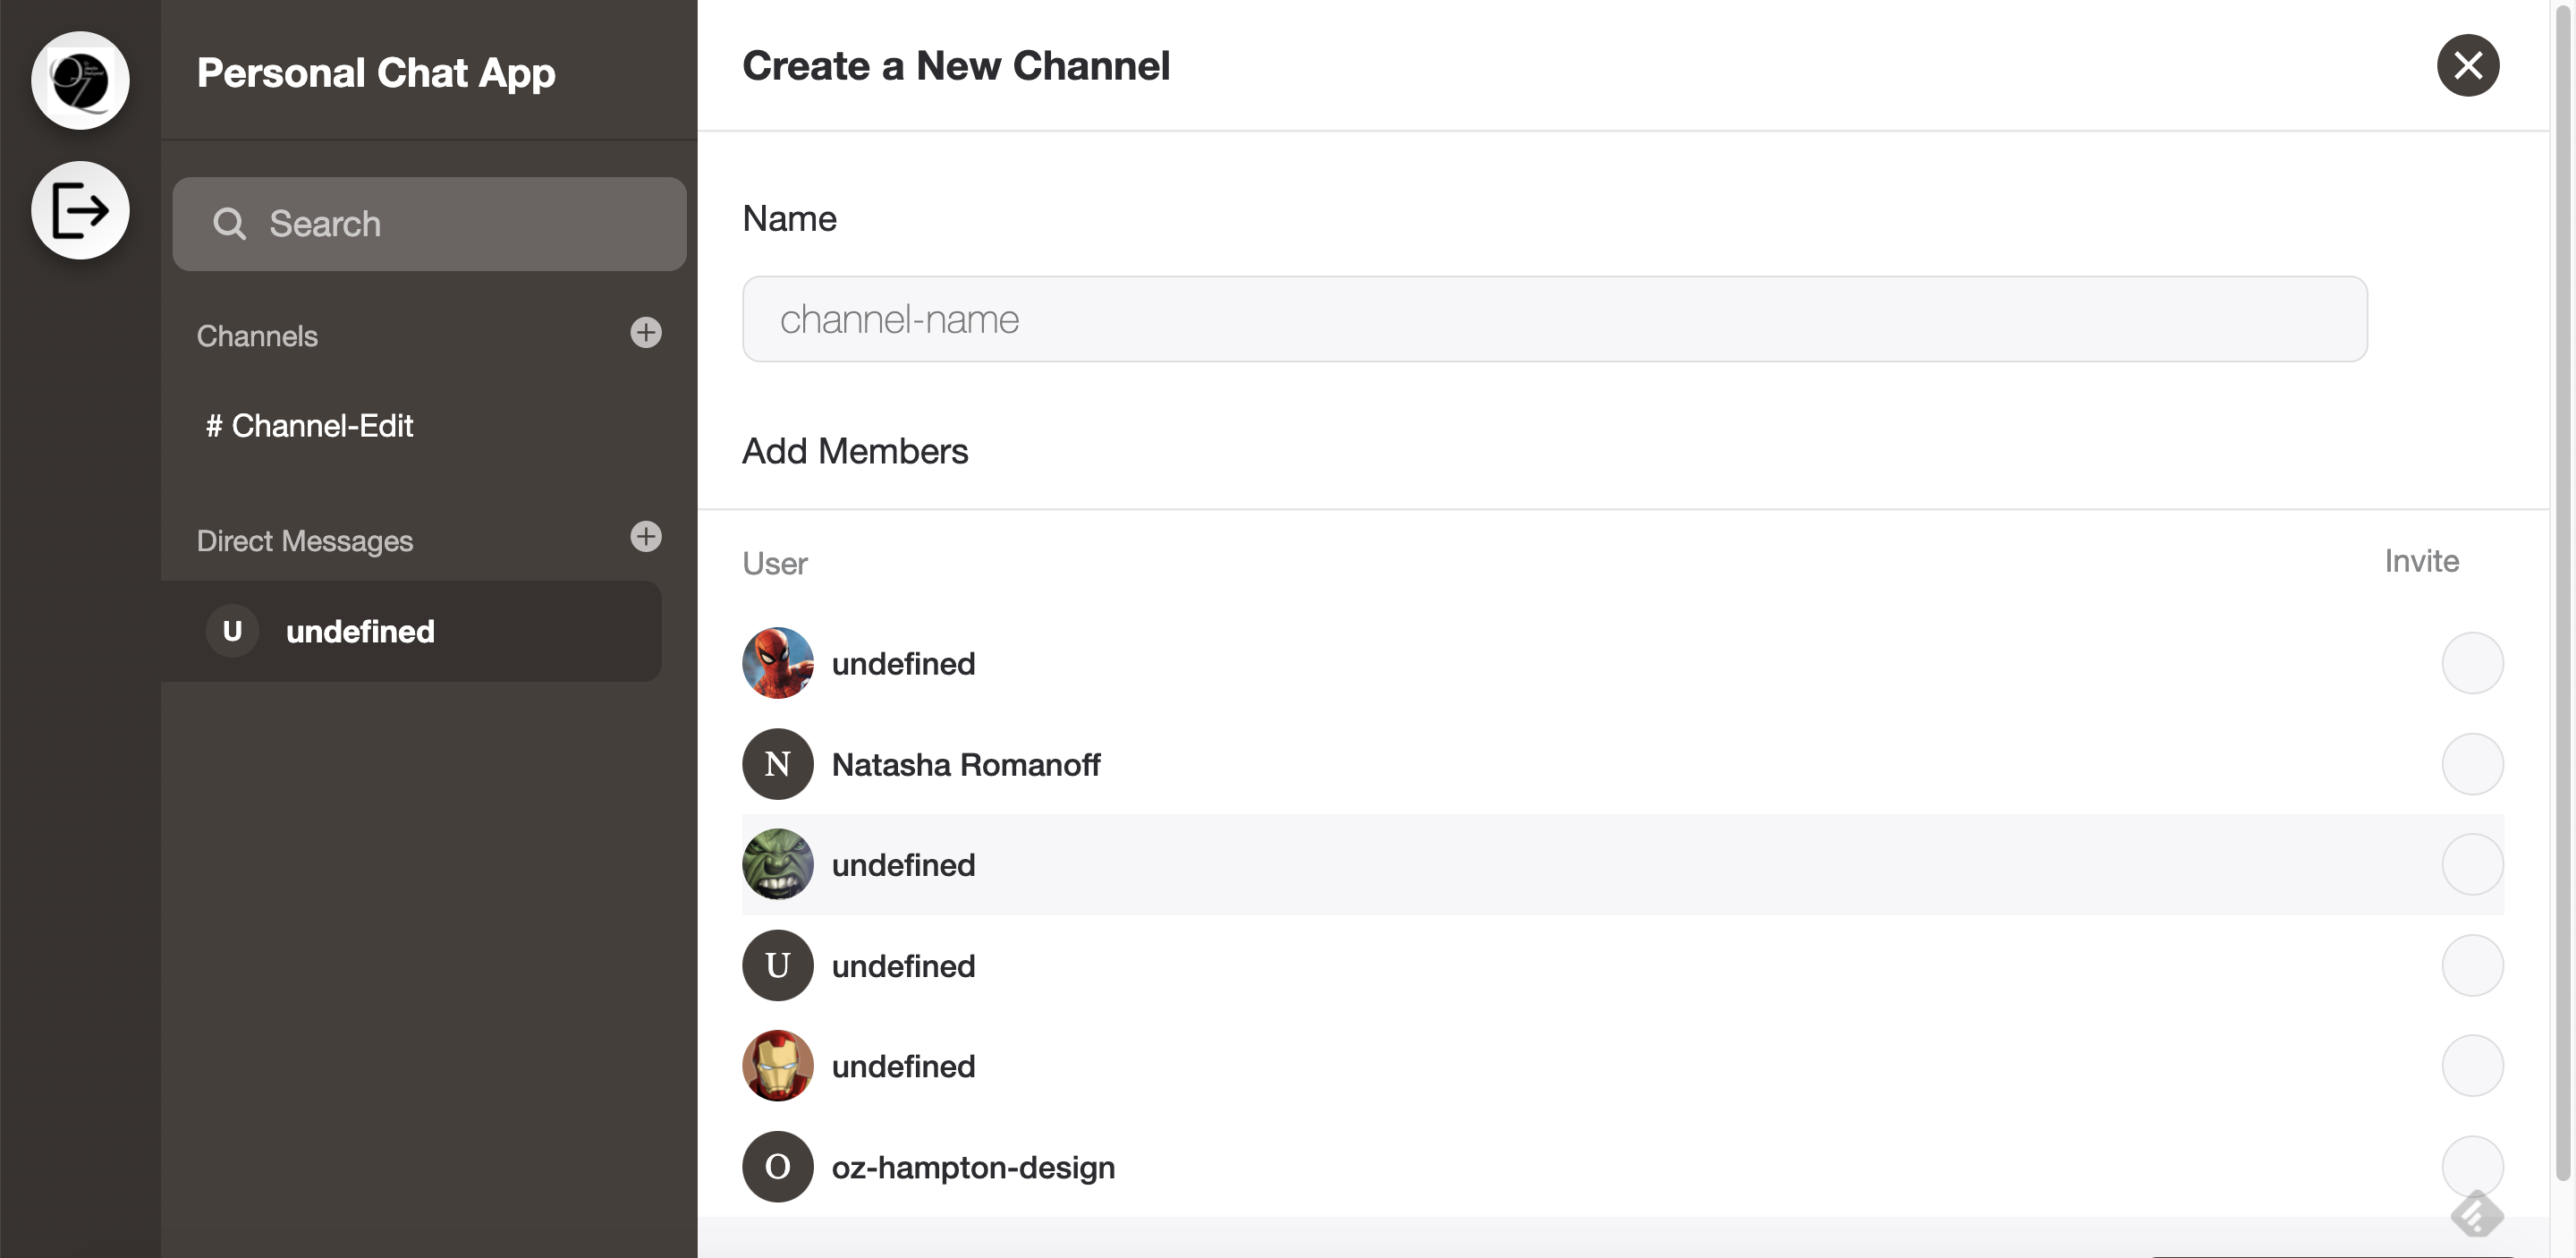 Personal Chat App
Search
Channels
# Channel-Edit
Direct Messages
U undefined
Create a New Channel
Name
channel-name
Add Members
User Invite
undefined
N Natasha Romanoff
undefined
U undefined
undefined
O oz-hampton-design